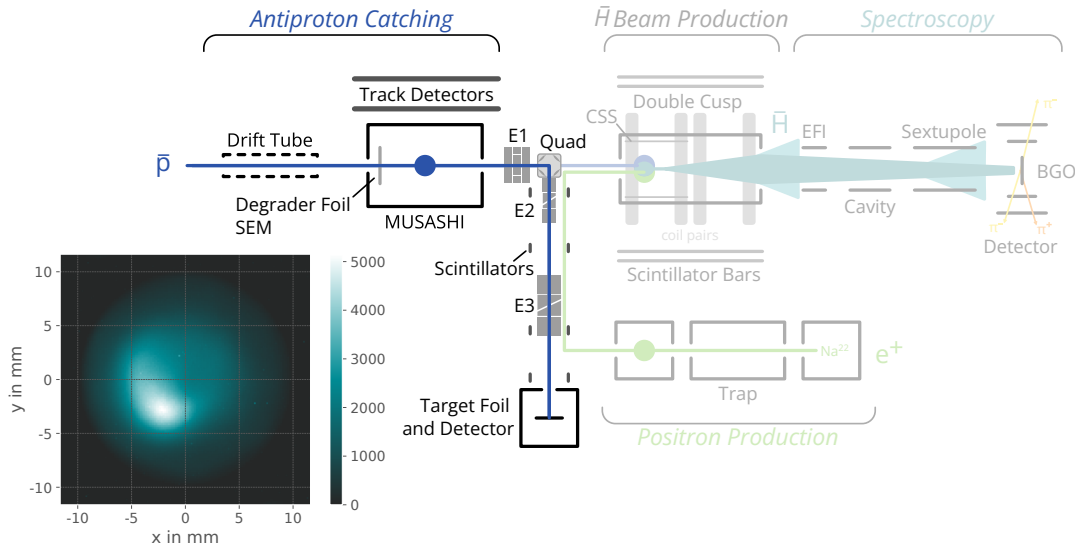 Antiproton Catching
H̄ Beam Production
Spectroscopy
Track Detectors
Double Cusp
CSS
H̄
EFI
Sextupole
π⁻
E1
Quad
Drift Tube
p̄
BGO
Degrader Foil
SEM
MUSASHI
E2
Cavity
coil pairs
π⁻
π⁺
Detector
Scintillators
Scintillator Bars
E3
Na²²
e⁺
Trap
Target Foil
and Detector
Positron Production
10
5
0
-5
-10
y in mm
-10
-5
0
5
10
x in mm
5000
4000
3000
2000
1000
0